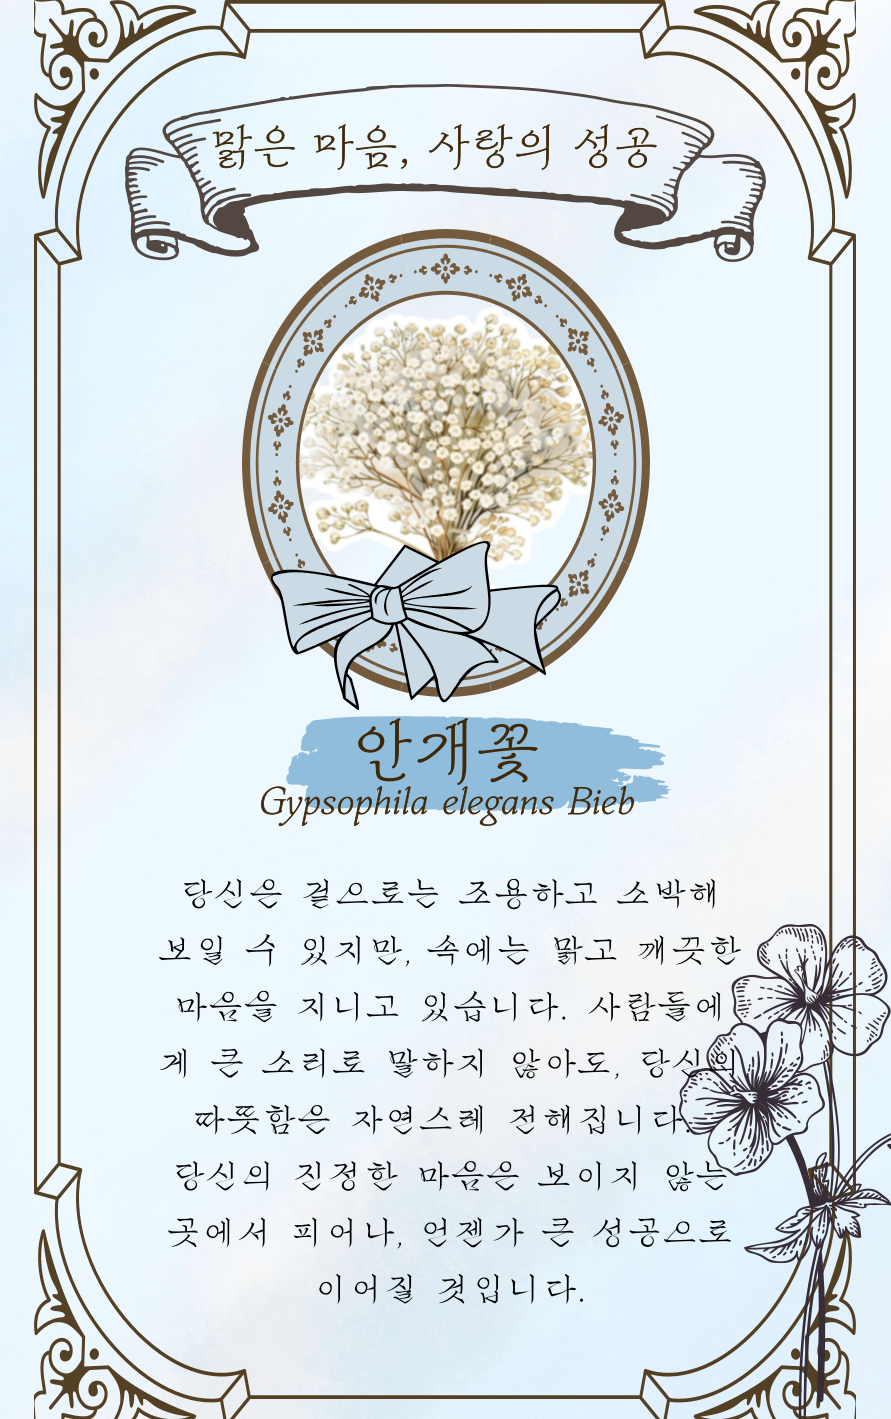 맑은 마음, 사랑의 성공
안개꽃
Gypsophila elegans Bieb
당신은 겉으로는 조용하고 소박해
보일 수 있지만, 속에는 맑고 깨끗한
마음을 지니고 있습니다. 사람들에
게 큰 소리로 말하지 않아도, 당신의
따뜻함은 자연스레 전해집니다.
당신의 진정한 마음은 보이지 않는
곳에서 피어나, 언젠가 큰 성공으로
이어질 것입니다.